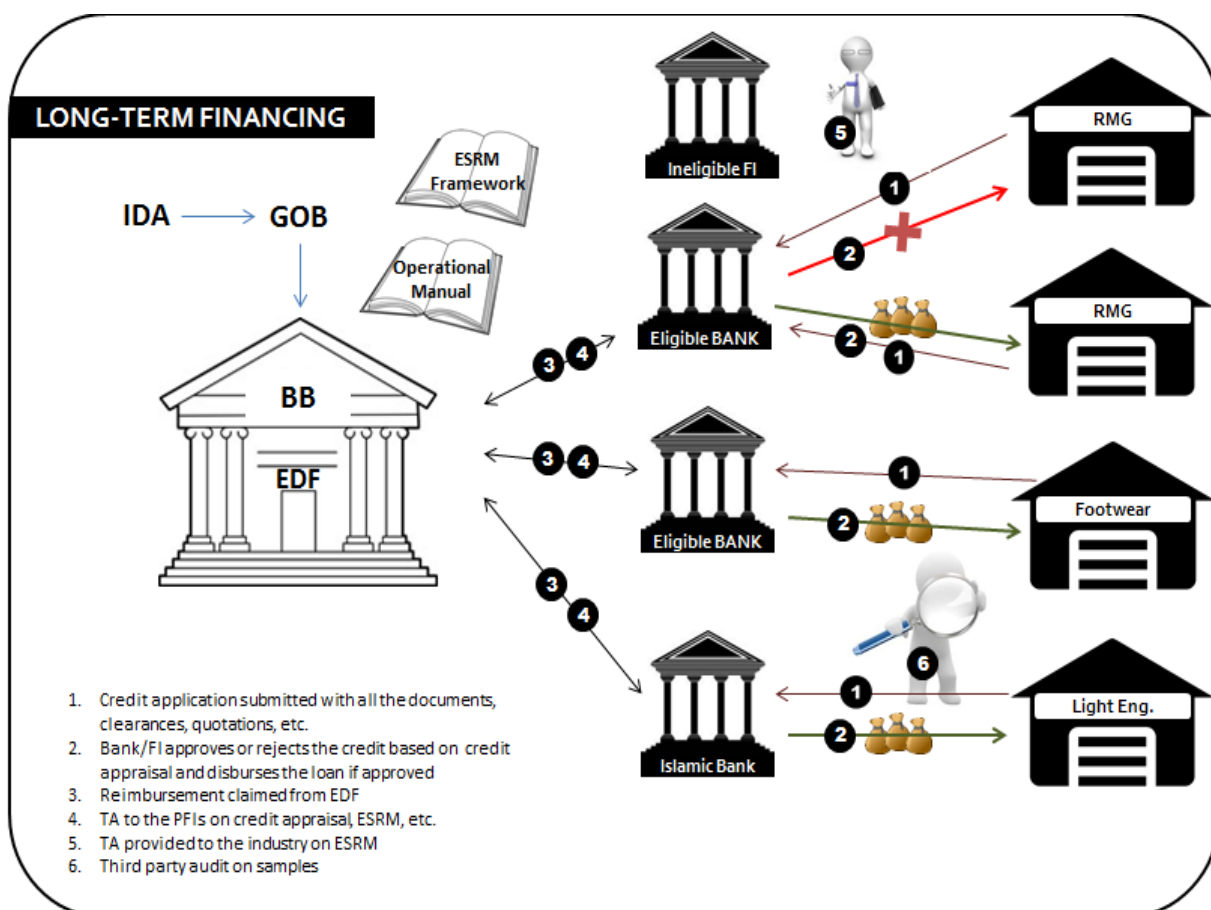 LONG-TERM FINANCING
ESRM
Framework
IDA
GOB
Operational
Manual
BB
EDF
Ineligible FI
5
RMG
1
2
Eligible BANK
RMG
2
1
3
4
3
4
Eligible BANK
1
2
Footwear
3
4
6
1
2
Islamic Bank
Light Eng.
1. Credit application submitted with all the documents,
clearances, quotations, etc.
2. Bank/FI approves or rejects the credit based on credit
appraisal and disburses the loan if approved
3. Reimbursement claimed from EDF
4. TA to the PFIs on credit appraisal, ESRM, etc.
5. TA provided to the industry on ESRM
6. Third party audit on samples